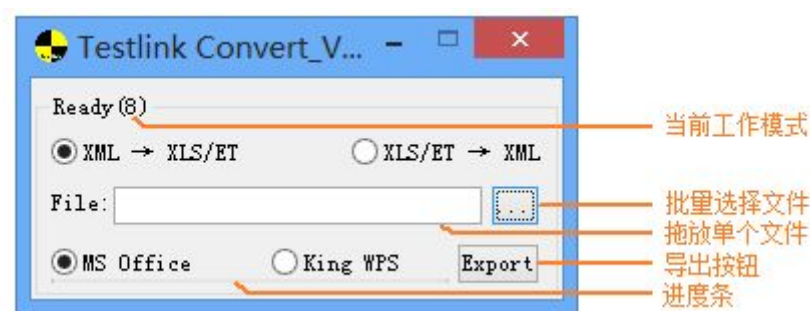 Testlink Convert_V...
Ready(8)
当前工作模式
XML → XLS/ET
XLS/ET → XML
File:
...
批量选择文件
拖放单个文件
MS Office
King WPS
Export
导出按钮
进度条